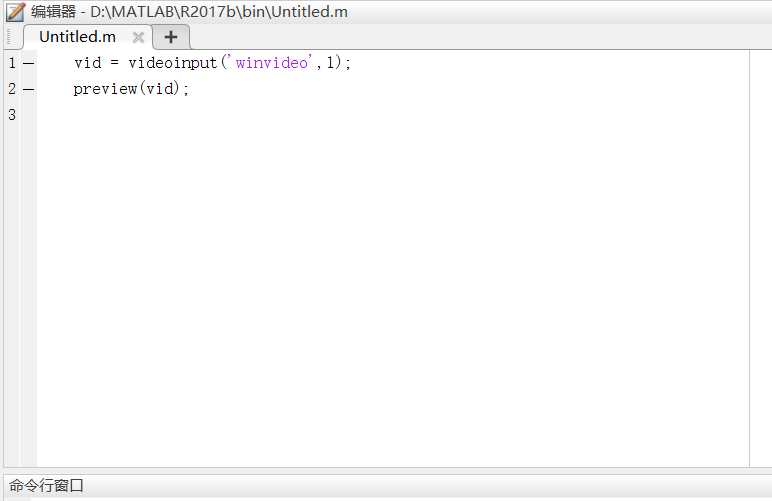 编辑器 - D:\MATLAB\R2017b\bin\Untitled.m
Untitled.m
1 — vid = videoinput('winvideo',1);
2 — preview(vid);
3
命令行窗口